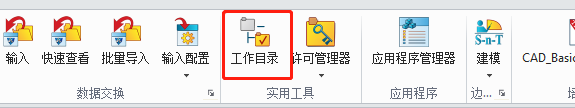 输入 快速查看 批量导入 输入配置 工作目录 许可管理器 应用程序管理器 建模 CAD_Basic
S-n-T
数据交换 实用工具 应用程序 边...